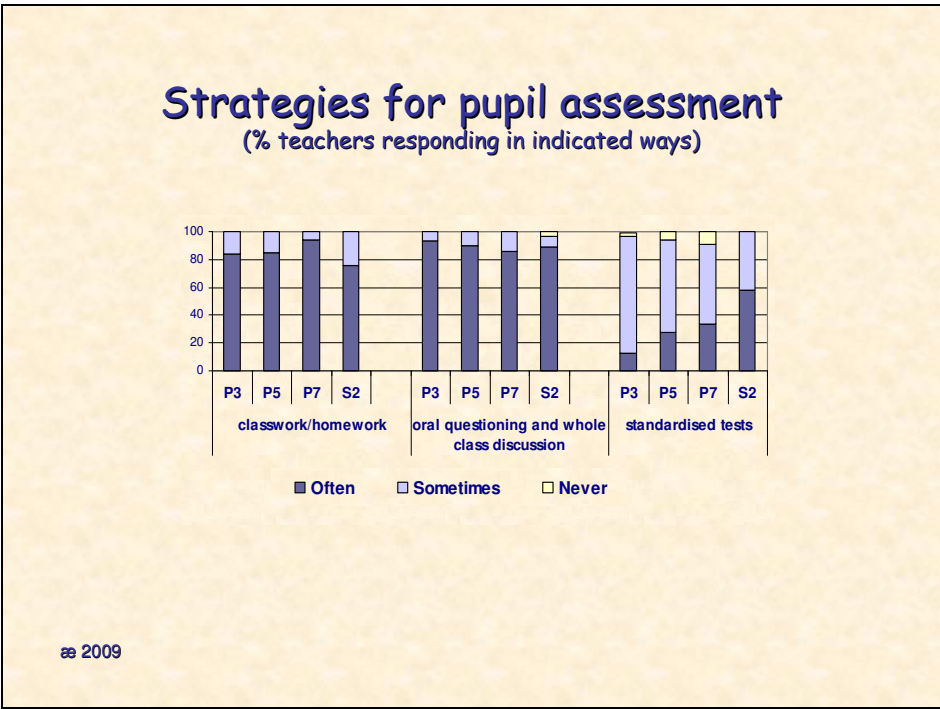 Strategies for pupil assessment
(% teachers responding in indicated ways)
100
80
60
40
20
0
P3 P5 P7 S2 P3 P5 P7 S2 P3 P5 P7 S2
classwork/homework oral questioning and whole standardised tests
class discussion
Often Sometimes Never
æ 2009